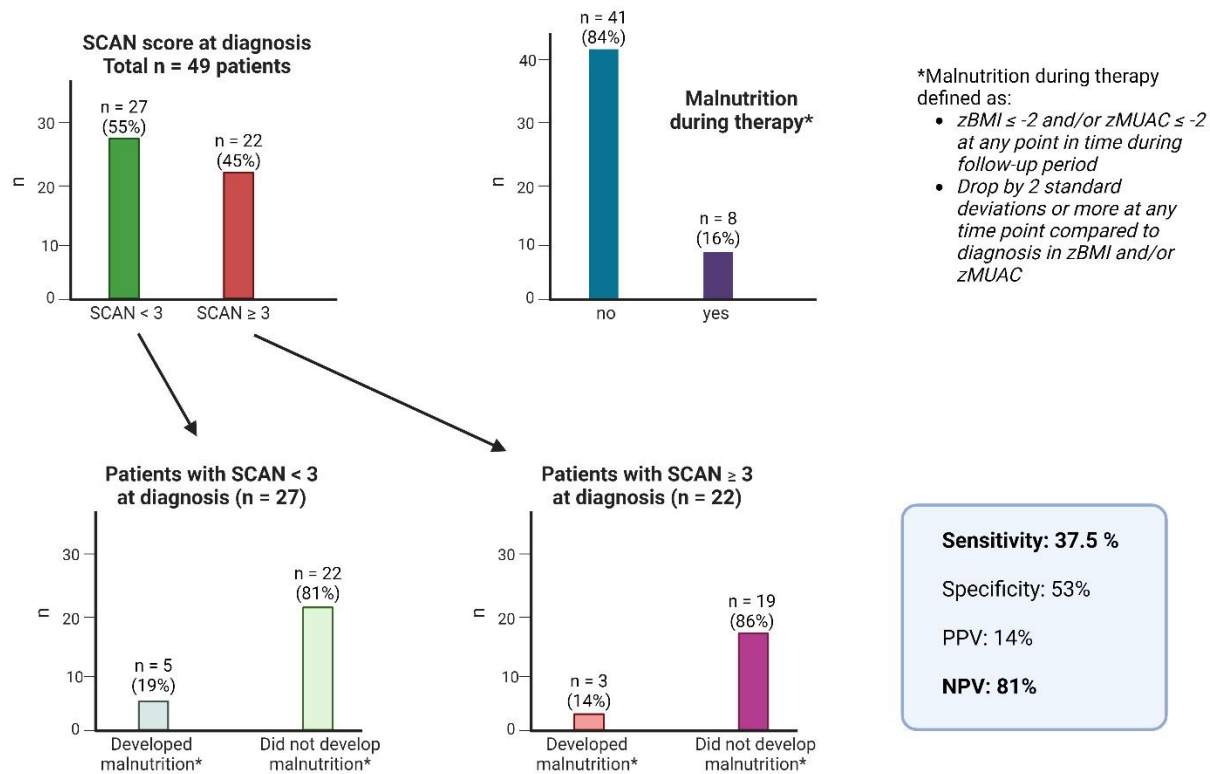 SCAN score at diagnosis
Total n = 49 patients
n = 27
(55%)
n = 22
(45%)
30
20
10
0
n
SCAN < 3
SCAN ≥ 3
n = 41
(84%)
Malnutrition
during therapy*
n = 8
(16%)
40
30
20
10
0
n
no
yes
*Malnutrition during therapy
defined as:
• zBMI ≤ -2 and/or zMUAC ≤ -2
at any point in time during
follow-up period
• Drop by 2 standard
deviations or more at any
time point compared to
diagnosis in zBMI and/or
zMUAC
Patients with SCAN < 3
at diagnosis (n = 27)
30
20
10
0
n
n = 5
(19%)
n = 22
(81%)
Developed
malnutrition*
Did not develop
malnutrition*
Patients with SCAN ≥ 3
at diagnosis (n = 22)
30
20
10
0
n
n = 3
(14%)
n = 19
(86%)
Developed
malnutrition*
Did not develop
malnutrition*
Sensitivity: 37.5 %
Specificity: 53%
PPV: 14%
NPV: 81%